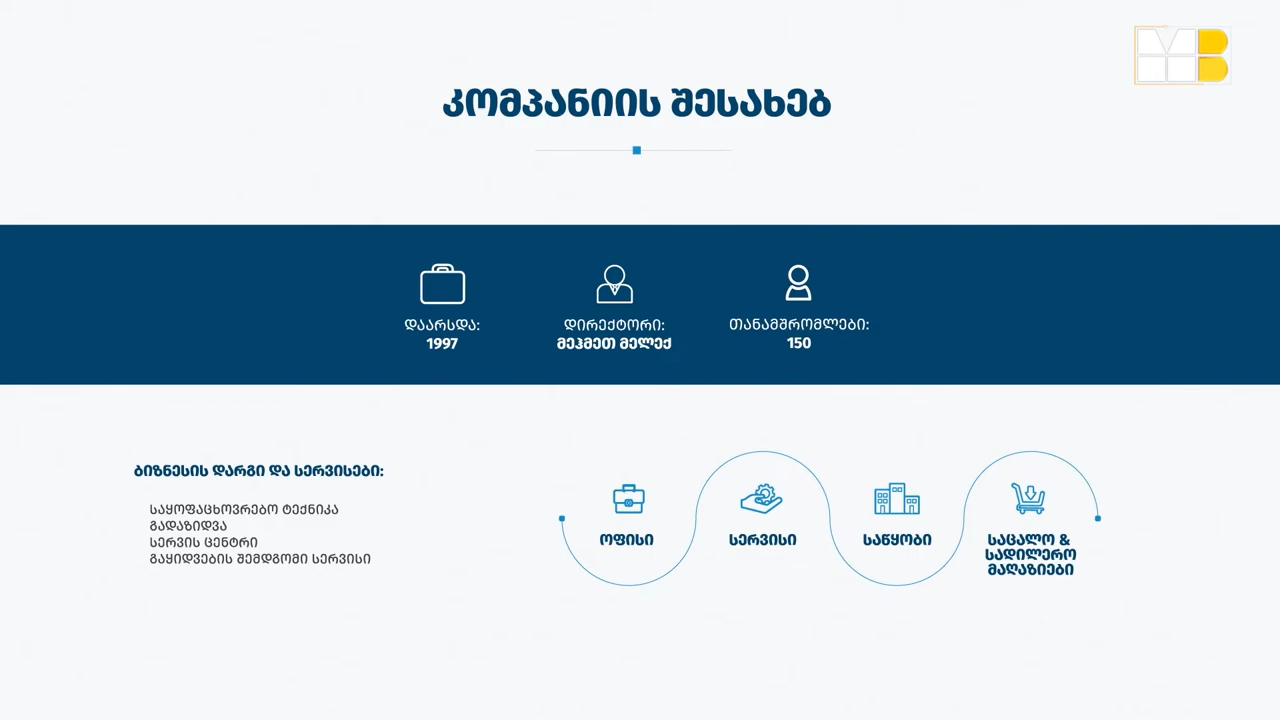 კომპანიის შესახებ
დაარსდა:
1997
დირექტორი:
მეჰმეთ მელექ
თანამშრომლები:
150
ბიზნესის დარგი და სერვისები:
საყოფაცხოვრებო ტექნიკა
გადაზიდვა
სერვის ცენტრი
გაყიდვების შემდგომი სერვისი
ოფისი
სერვისი
საწყობი
საცალო &
სადილერო
მაღაზიები